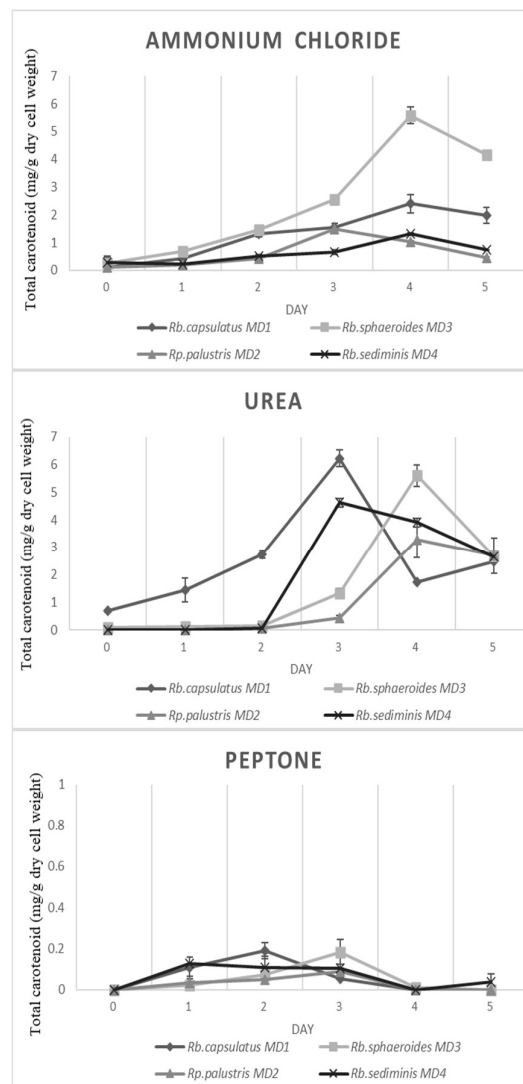 AMMONIUM CHLORIDE
Total carotenoid (mg/g dry cell weight)
7
6
5
4
3
2
1
0
0 1 2 3 4 5
DAY
Rb.capsulatus MD1 Rb.sphaeroides MD3
Rp.palustris MD2 Rb.sediminis MD4
UREA
Total carotenoid (mg/g dry cell weight)
7
6
5
4
3
2
1
0
0 1 2 3 4 5
DAY
Rb.capsulatus MD1 Rb.sphaeroides MD3
Rp.palustris MD2 Rb.sediminis MD4
PEPTONE
Total carotenoid (mg/g dry cell weight)
1
0.8
0.6
0.4
0.2
0
0 1 2 3 4 5
DAY
Rb.capsulatus MD1 Rb.sphaeroides MD3
Rp.palustris MD2 Rb.sediminis MD4